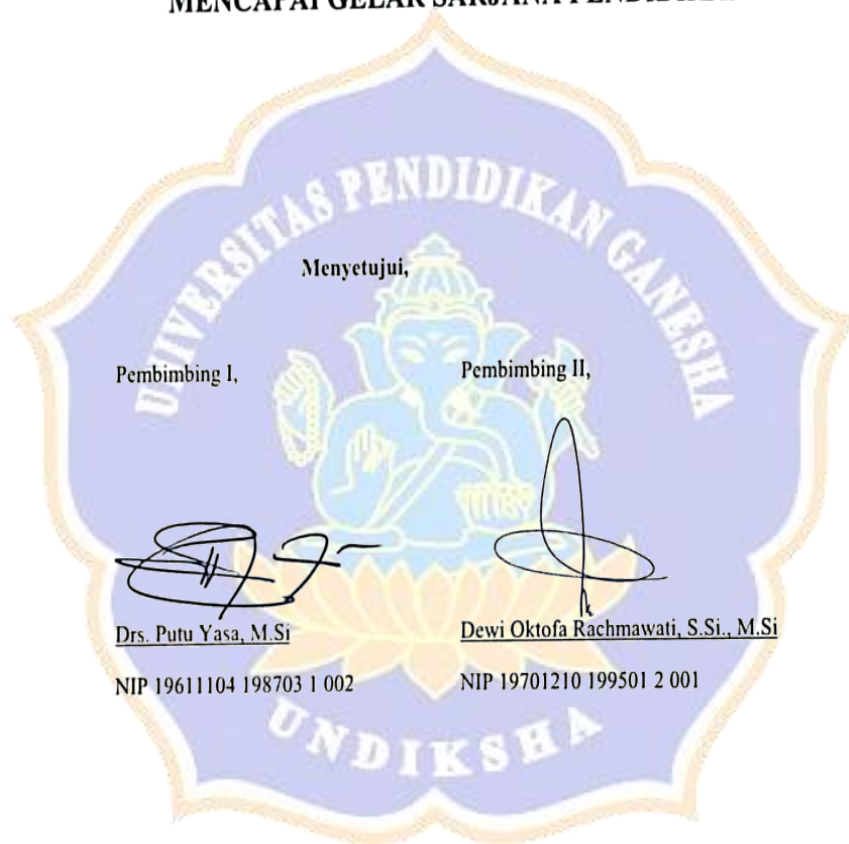 MENCAPAI GELAR SARJANA PENDIDIKAN
UNIVERSITAS PENDIDIKAN GANESHA
Menyetujui,
Pembimbing I,
Pembimbing II,
Drs. Putu Yasa, M.Si
Dewi Oktofa Rachmawati, S.Si., M.Si
NIP 19611104 198703 1 002
NIP 19701210 199501 2 001
UNDIKSHA